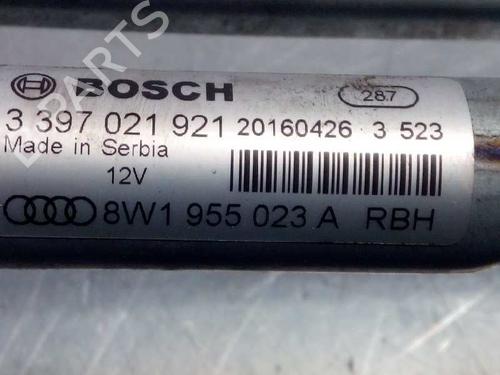 BOSCH 287
3 397 021 921 20160426 3 523
Made in Serbia
12V
8W1 955 023 A RBH